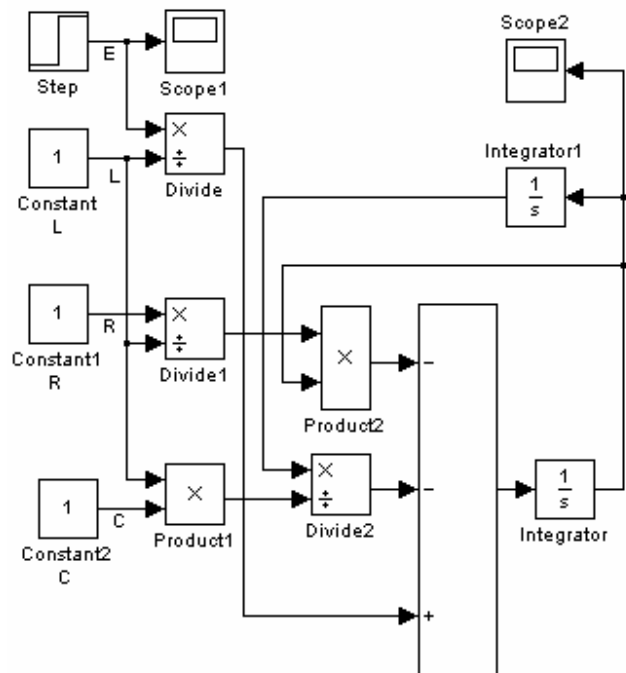 Scope2
E
Step
Scope1
×
÷
1
L
Divide
Constant
L
Integrator1
1
s
1
R
×
÷
Constant1
R
Divide1
×
−
Product2
1
C
×
×
÷
−
1
s
Constant2
C
Product1
Divide2
Integrator
+